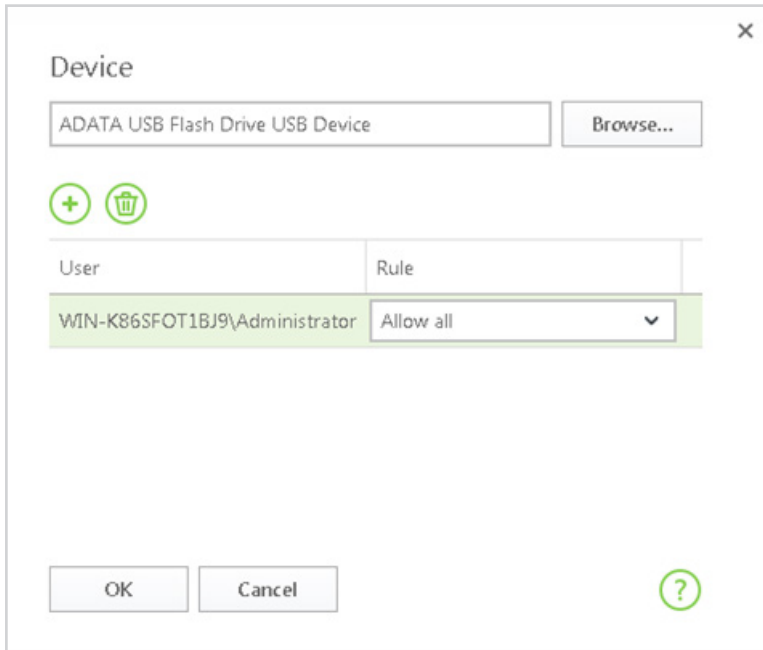 Device
ADATA USB Flash Drive USB Device
Browse...
User Rule
WIN-K86SFOT1BJ9\Administrator Allow all
OK Cancel ?